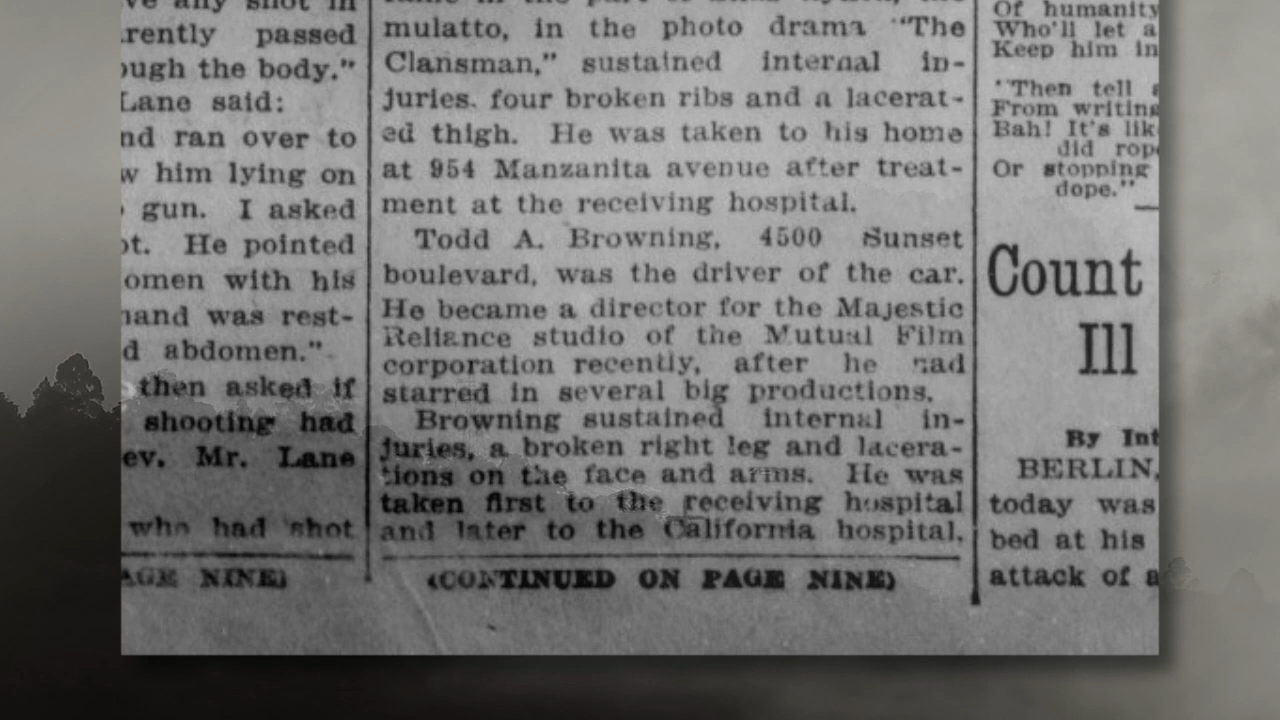 ve any shot in
rently passed
ough the body."
Lane said:
nd ran over to
w him lying on
gun. I asked
ot. He pointed
omen with his
hand was rest-
d abdomen."
then asked if
shooting had
ev. Mr. Lane
who had shot
AGE NINE)
mulatto, in the photo drama "The
Clansman," sustained internal in-
juries. four broken ribs and a lacerat-
ed thigh. He was taken to his home
at 954 Manzanita avenue after treat-
ment at the receiving hospital.
Todd A. Browning, 4500 Sunset
boulevard, was the driver of the car.
He became a director for the Majestic
Reliance studio of the Mutual Film
corporation recently, after he had
starred in several big productions.
Browning sustained internal in-
juries, a broken right leg and lacera-
tions on the face and arms. He was
taken first to the receiving hospital
and later to the California hospital.
(CONTINUED ON PAGE NINE)
Of humanity
Who'll let a
Keep him in
"Then tell
From writing
Bah! It's lik
did rop
Or stopping
dope."
Count
Ill
By Int
BERLIN,
today was
bed at his
attack of a